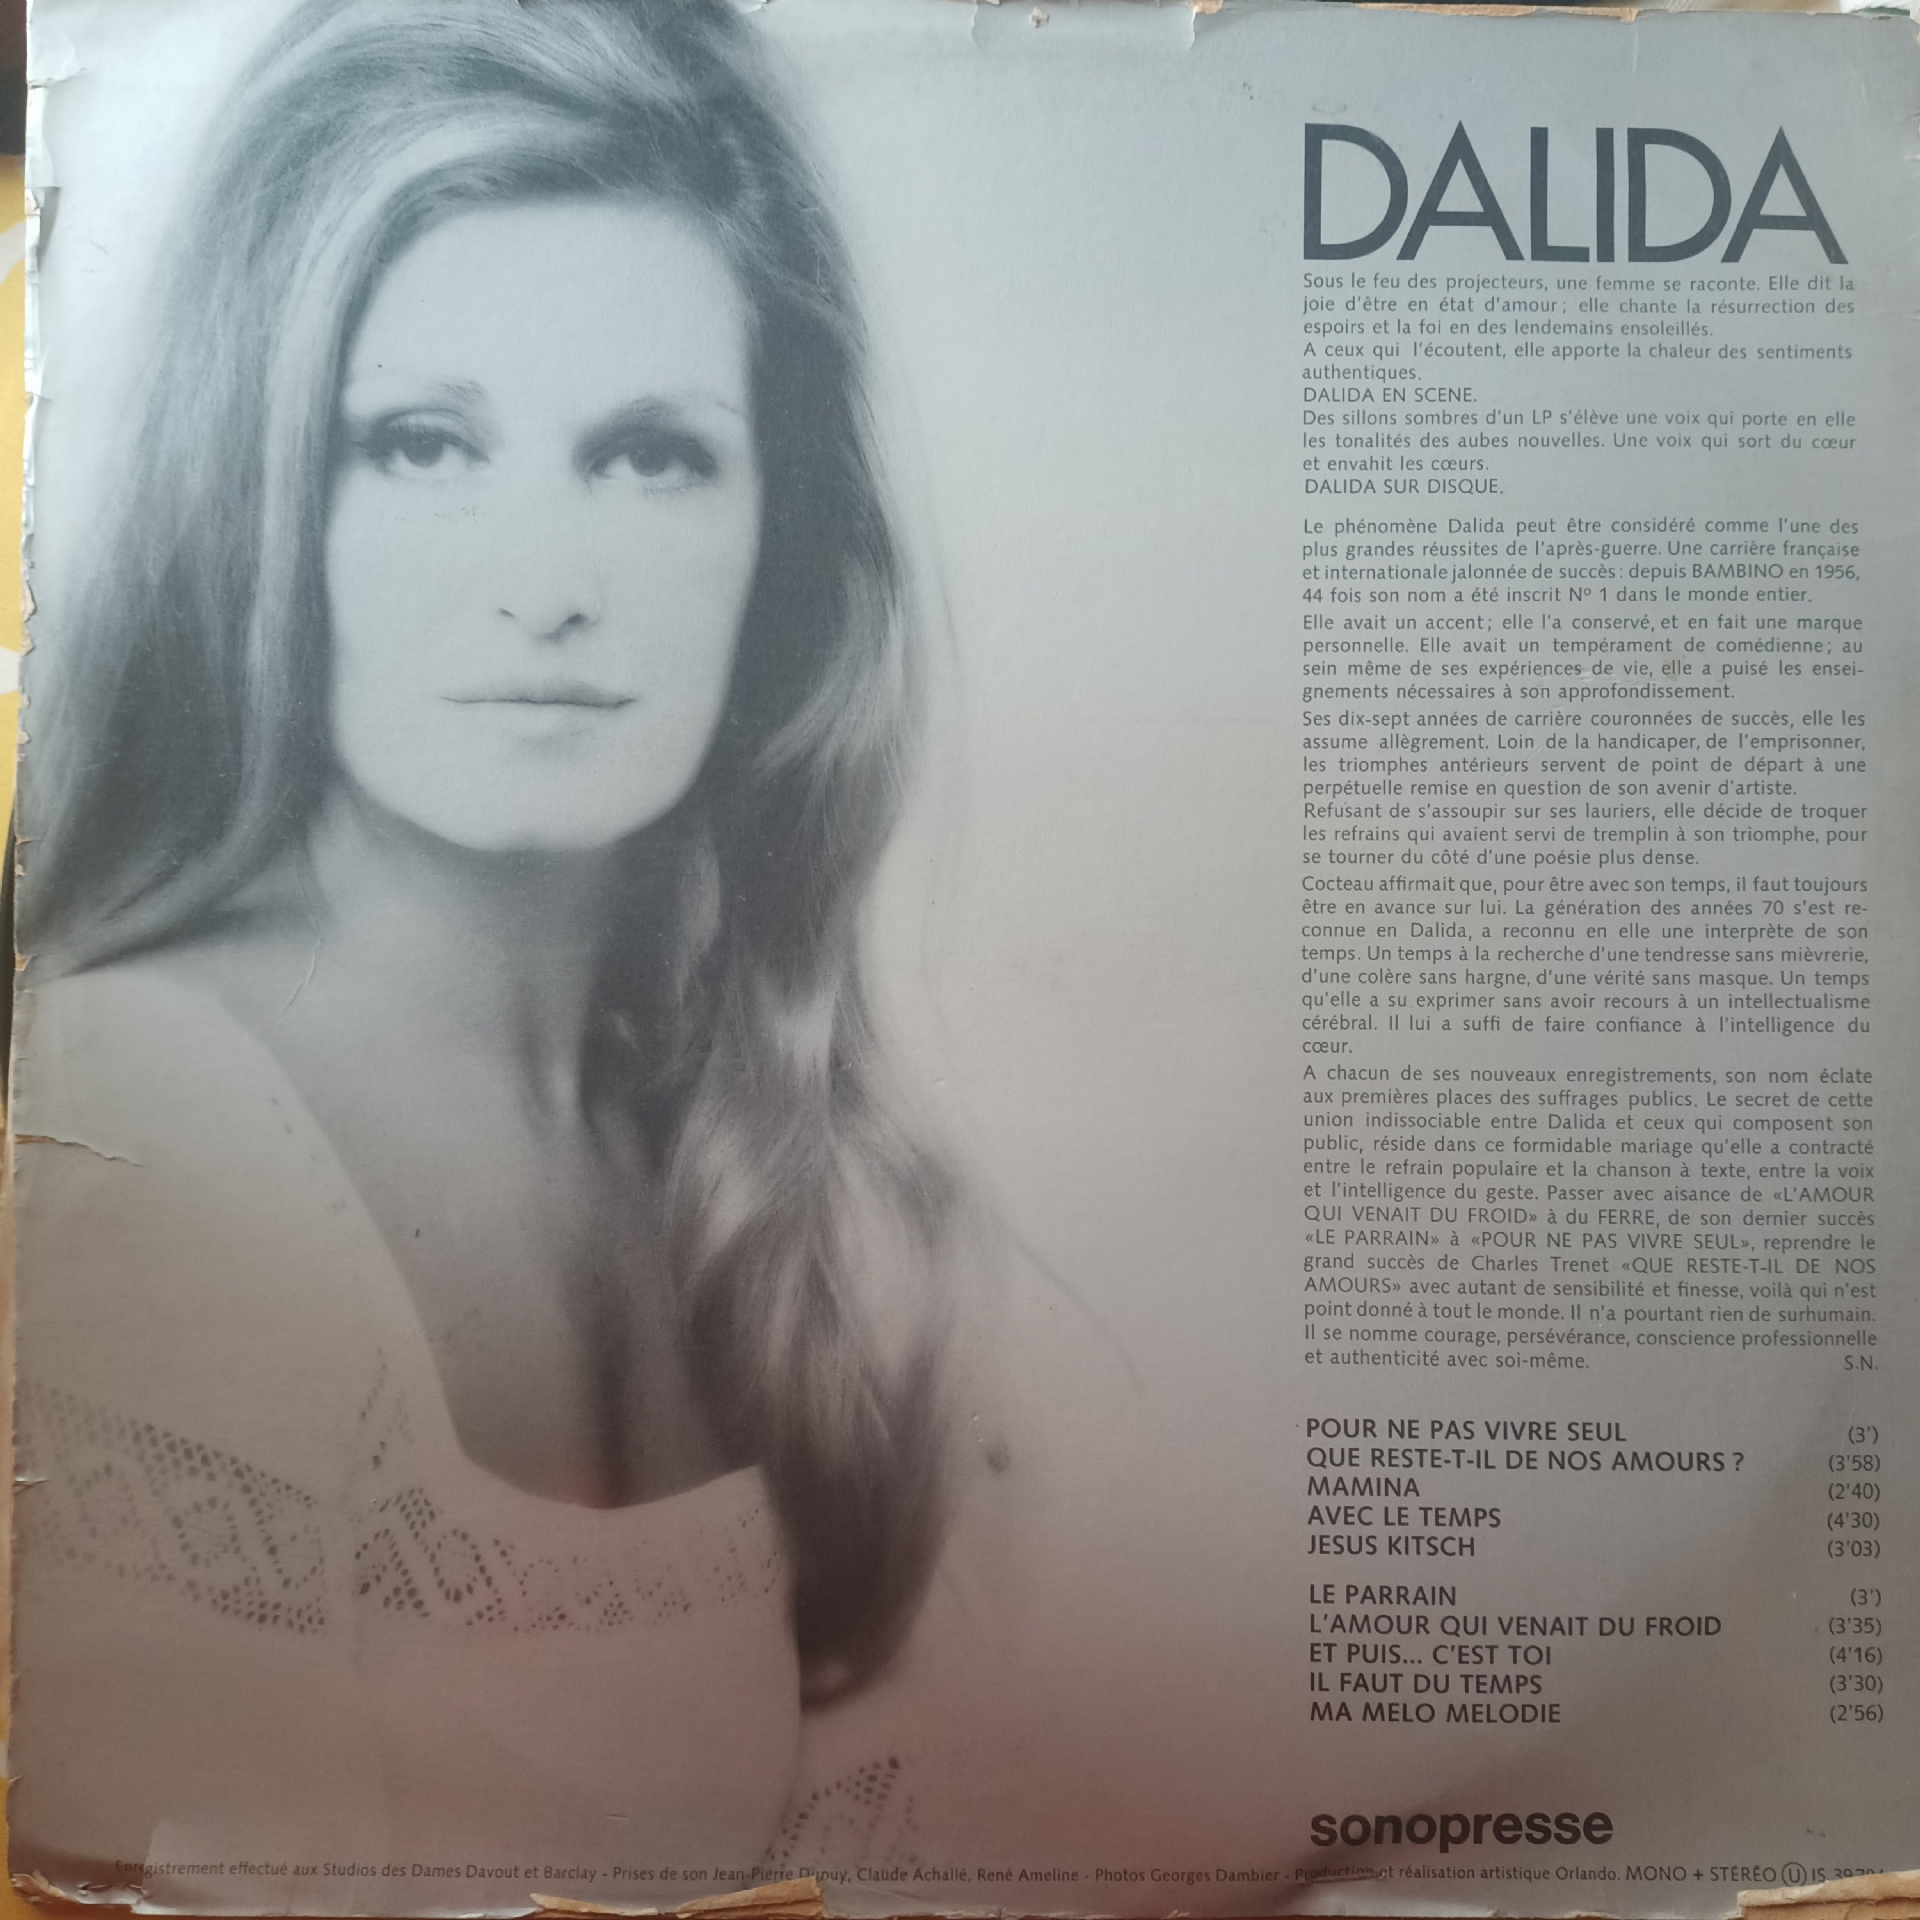 DALIDA
Sous le feu des projecteurs, une femme se raconte. Elle dit la
joie d'être en état d'amour; elle chante la résurrection des
espoirs et la foi en des lendemains ensoleillés.
A ceux qui l'écoutent, elle apporte la chaleur des sentiments
authentiques.
DALIDA EN SCENE.
Des sillons sombres d'un LP s'élève une voix qui porte en elle
les tonalités des aubes nouvelles. Une voix qui sort du cœur
et envahit les cœurs.
DALIDA SUR DISQUE.
Le phénomène Dalida peut être considéré comme l'une des
plus grandes réussites de l'après-guerre. Une carrière française
et internationale jalonnée de succès: depuis BAMBINO en 1956,
44 fois son nom a été inscrit Nº 1 dans le monde entier.
Elle avait un accent; elle l'a conservé, et en fait une marque
personnelle. Elle avait un tempérament de comédienne; au
sein même de ses expériences de vie, elle a puisé les ensei-
gnements nécessaires à son approfondissement.
Ses dix-sept années de carrière couronnées de succès, elle les
assume allègrement. Loin de la handicaper, de l'emprisonner,
les triomphes antérieurs servent de point de départ à une
perpétuelle remise en question de son avenir d'artiste.
Refusant de s'assoupir sur ses lauriers, elle décide de troquer
les refrains qui avaient servi de tremplin à son triomphe, pour
se tourner du côté d'une poésie plus dense.
Cocteau affirmait que, pour être avec son temps, il faut toujours
être en avance sur lui. La génération des années 70 s'est re-
connue en Dalida, a reconnu en elle une interprète de son
temps. Un temps à la recherche d'une tendresse sans mièvrerie,
d'une colère sans hargne, d'une vérité sans masque. Un temps
qu'elle a su exprimer sans avoir recours à un intellectualisme
cérébral. Il lui a suffi de faire confiance à l'intelligence du
cœur.
A chacun de ses nouveaux enregistrements, son nom éclate
aux premières places des suffrages publics. Le secret de cette
union indissociable entre Dalida et ceux qui composent son
public, réside dans ce formidable mariage qu'elle a contracté
entre le refrain populaire et la chanson à texte, entre la voix
et l'intelligence du geste. Passer avec aisance de «L'AMOUR
QUI VENAIT DU FROID» à du FERRE, de son dernier succès
«LE PARRAIN» à «POUR NE PAS VIVRE SEUL», reprendre le
grand succès de Charles Trenet «QUE RESTE-T-IL DE NOS
AMOURS» avec autant de sensibilité et finesse, voilà qui n'est
point donné à tout le monde. Il n'a pourtant rien de surhumain.
Il se nomme courage, persévérance, conscience professionnelle
et authenticité avec soi-même. S.N.
POUR NE PAS VIVRE SEUL (3')
QUE RESTE-T-IL DE NOS AMOURS? (3'58)
MAMINA (2'40)
AVEC LE TEMPS (4'30)
JESUS KITSCH (3'03)
LE PARRAIN (3')
L'AMOUR QUI VENAIT DU FROID (3'35)
ET PUIS... C'EST TOI (4'16)
IL FAUT DU TEMPS (3'30)
MA MELO MELODIE (2'56)
sonopresse
Enregistrement effectué aux Studios des Dames Davout et Barclay - Prises de son Jean-Pierre Dupuy, Claude Achallé, René Ameline - Photos Georges Dambier - Production et réalisation artistique Orlando. MONO + STÉRÉO Ⓤ IS